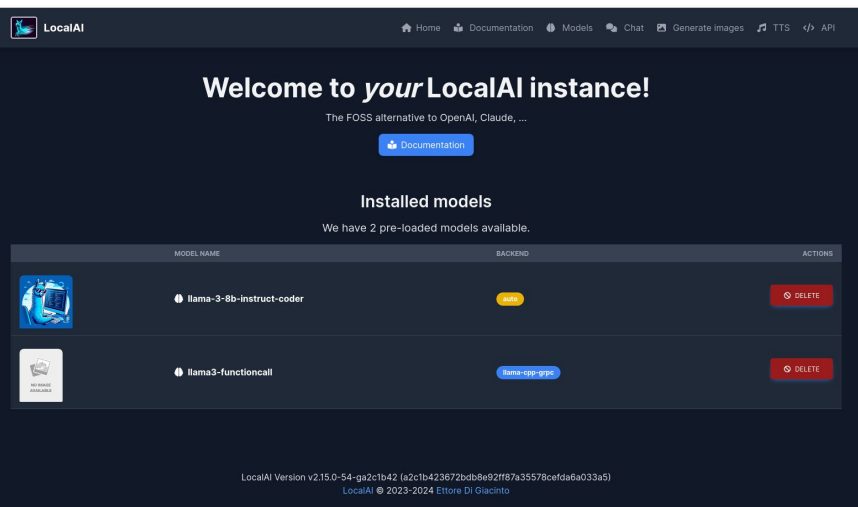 LocalAI
Home Documentation Models Chat Generate images TTS API
Welcome to your LocalAI instance!
The FOSS alternative to OpenAI, Claude, ...
Documentation
Installed models
We have 2 pre-loaded models available.
MODEL NAME BACKEND ACTIONS
llama-3-8b-instruct-coder auto DELETE
NO IMAGE
AVAILABLE
llama3-functioncall llama-cpp-grpc DELETE
LocalAI Version v2.15.0-54-ga2c1b42 (a2c1b423672bdb8e92ff87a35578cefda6a033a5)
LocalAI © 2023-2024 Ettore Di Giacinto